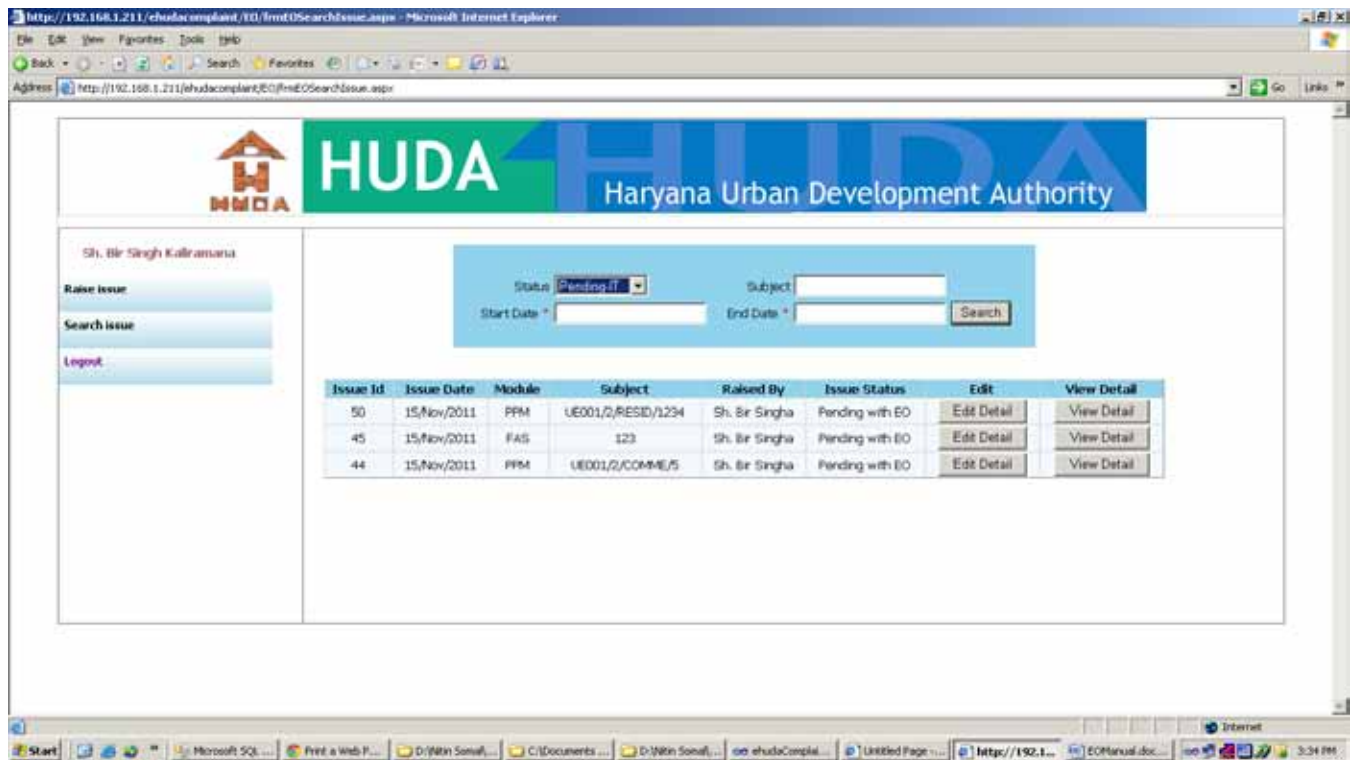 http://192.168.1.211/ehudacomplaint/EO/frmEOSearchIssue.aspx - Microsoft Internet Explorer
File Edit View Favorites Tools Help
Back Search Favorites
Address http://192.168.1.211/ehudacomplaint/EO/frmEOSearchIssue.aspx Go Links
HUDA HUDA HUDA
Haryana Urban Development Authority
Sh. Bir Singh Kaliramana
Raise issue
Search issue
Logout
Status Pending-IT Subject
Start Date * End Date * Search
Issue Id Issue Date Module Subject Raised By Issue Status Edit View Detail
50 15/Nov/2011 PPM UE001/2/RESID/1234 Sh. Bir Singha Pending with EO Edit Detail View Detail
45 15/Nov/2011 FAS 123 Sh. Bir Singha Pending with EO Edit Detail View Detail
44 15/Nov/2011 PPM UE001/2/COMME/5 Sh. Bir Singha Pending with EO Edit Detail View Detail
Internet
Start Microsoft SQL ... Print a Web P... D:\Nitin Sonal\... C:\Documents ... D:\Nitin Sonal\... ehudaComplai... Untitled Page -... http://192.1... EOManual.doc... 3:34 PM